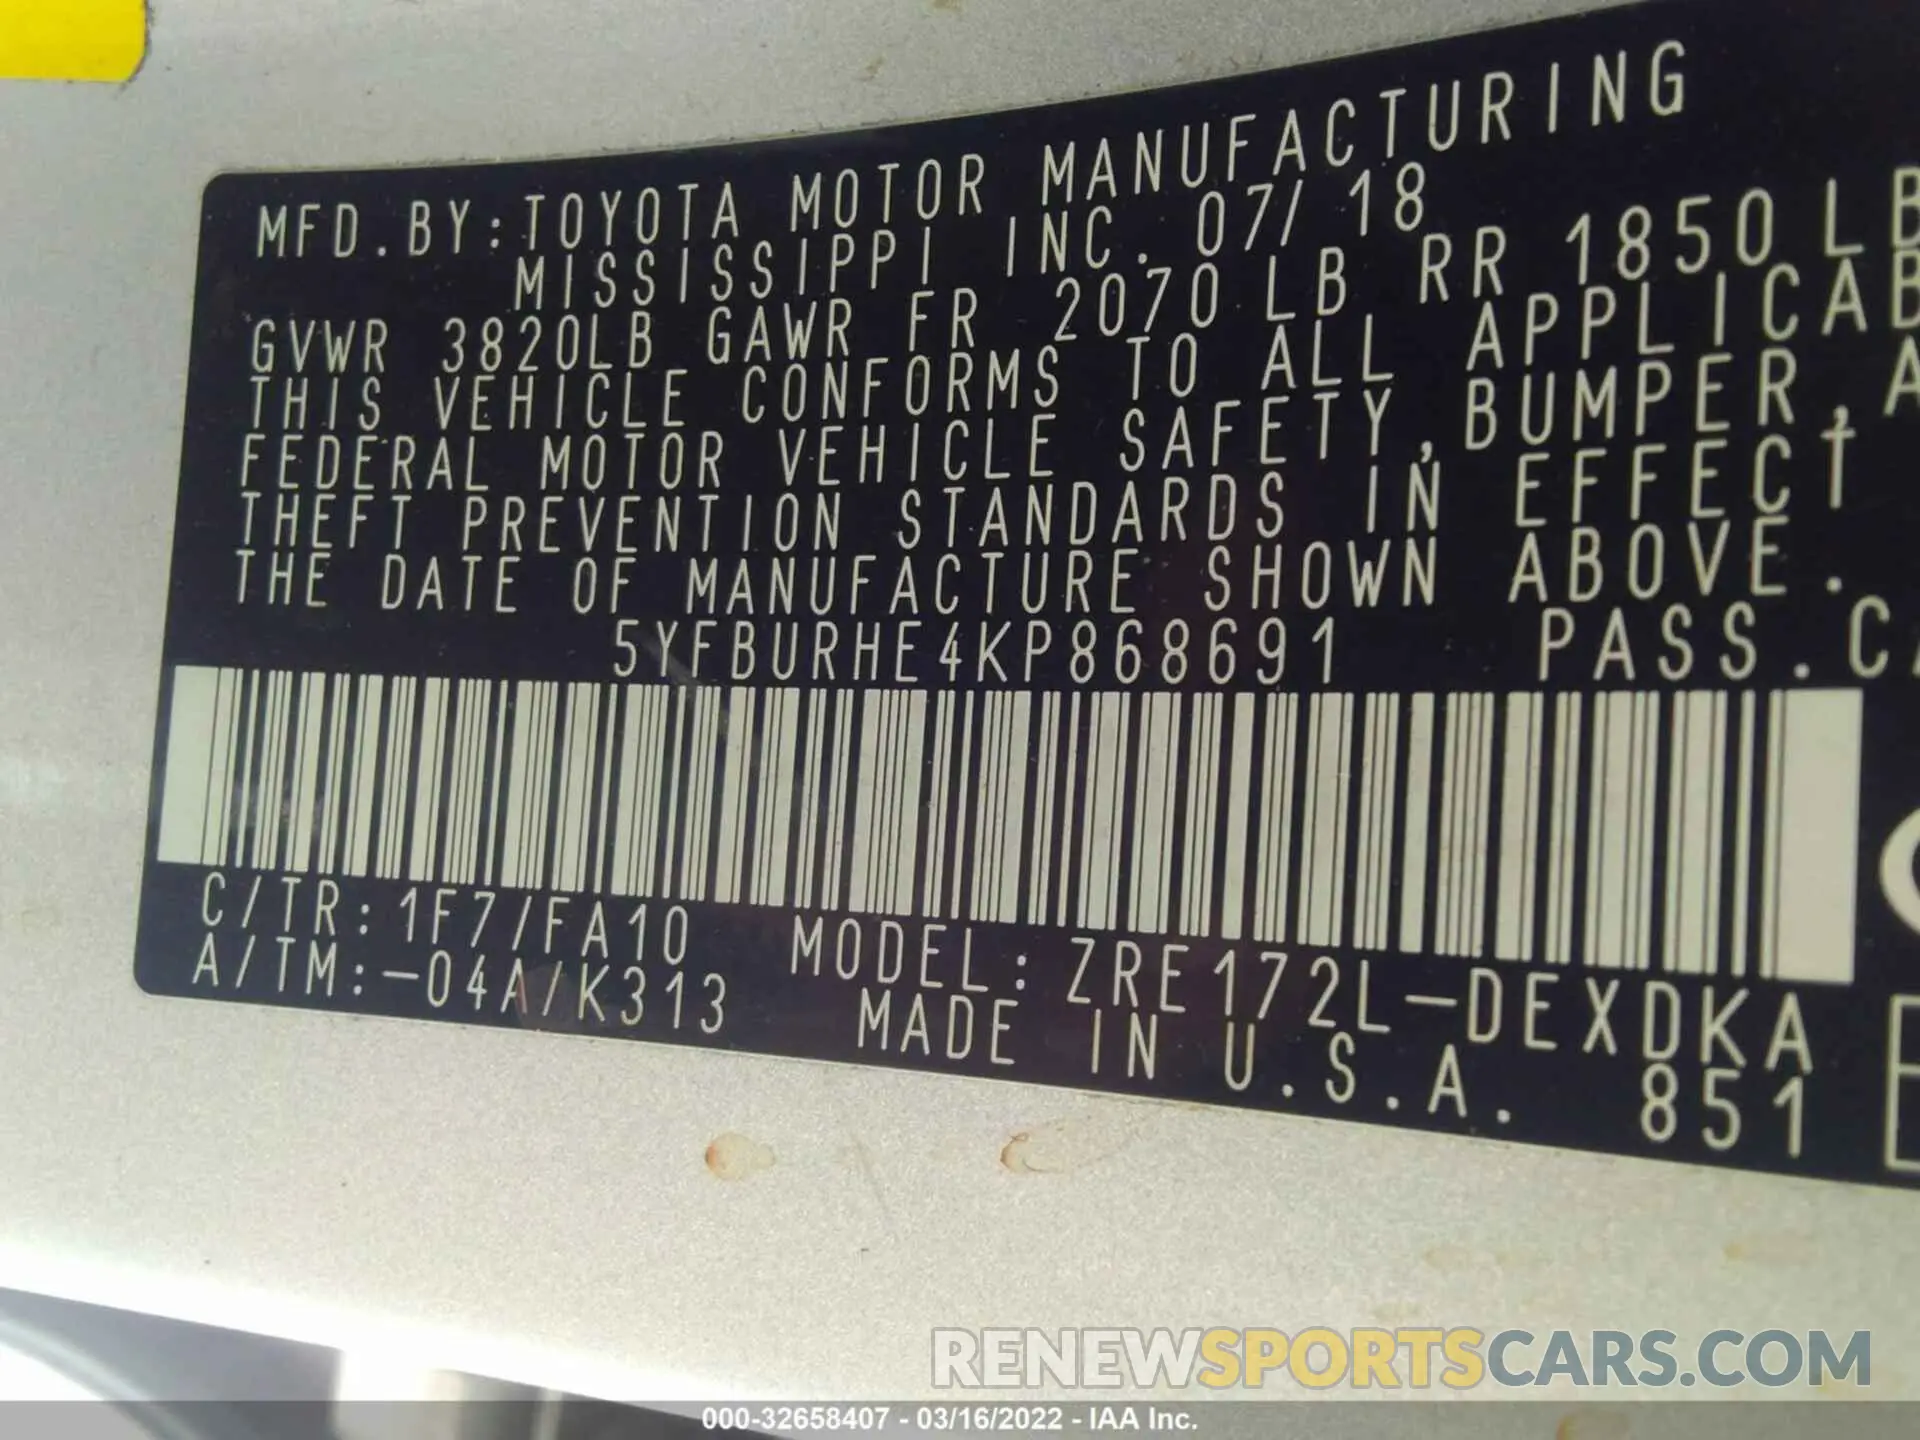 MFD.BY:TOYOTA MOTOR MANUFACTURING
MISSISSIPPI INC. 07/18
GVWR 3820LB GAWR FR 2070LB RR 1850LB
THIS VEHICLE CONFORMS TO ALL APPLICAB
FEDERAL MOTOR VEHICLE SAFETY,BUMPER,A
THEFT PREVENTION STANDARDS IN EFFECT
THE DATE OF MANUFACTURE SHOWN ABOVE.
5YFBURHE4KP868691 PASS.CA
C/TR:1F7/FA10 MODEL:ZRE172L-DEXDKA
A/TM:-04A/K313 MADE IN U.S.A. 851
RENEWSPORTSCARS.COM
000-32658407 - 03/16/2022 - IAA Inc.